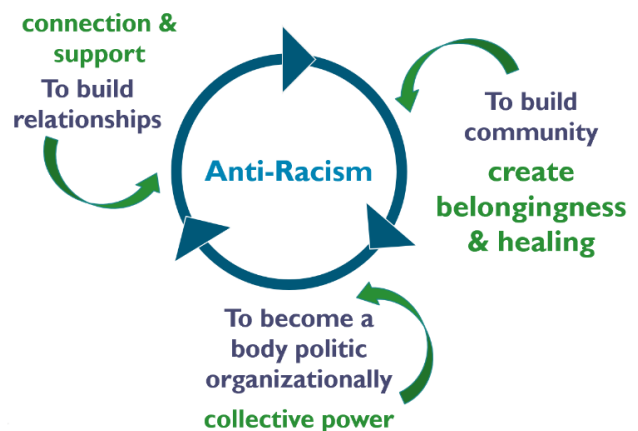 connection &
support
To build
relationships
Anti-Racism
To build
community
create
belongingness
& healing
To become a
body politic
organizationally
collective power